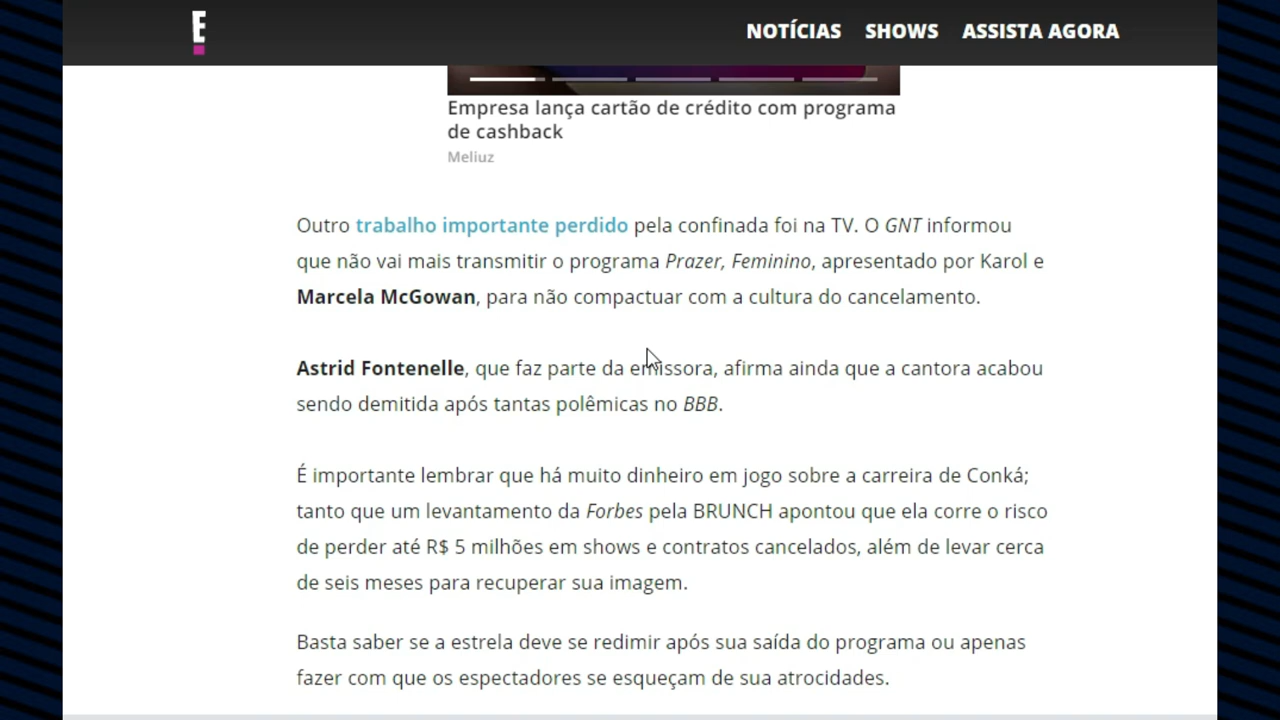 E
NOTÍCIAS SHOWS ASSISTA AGORA
Empresa lança cartão de crédito com programa
de cashback
Meliuz
Outro trabalho importante perdido pela confinada foi na TV. O GNT informou
que não vai mais transmitir o programa Prazer, Feminino, apresentado por Karol e
Marcela McGowan, para não compactuar com a cultura do cancelamento.
Astrid Fontenelle, que faz parte da emissora, afirma ainda que a cantora acabou
sendo demitida após tantas polêmicas no BBB.
É importante lembrar que há muito dinheiro em jogo sobre a carreira de Conká;
tanto que um levantamento da Forbes pela BRUNCH apontou que ela corre o risco
de perder até R$ 5 milhões em shows e contratos cancelados, além de levar cerca
de seis meses para recuperar sua imagem.
Basta saber se a estrela deve se redimir após sua saída do programa ou apenas
fazer com que os espectadores se esqueçam de sua atrocidades.